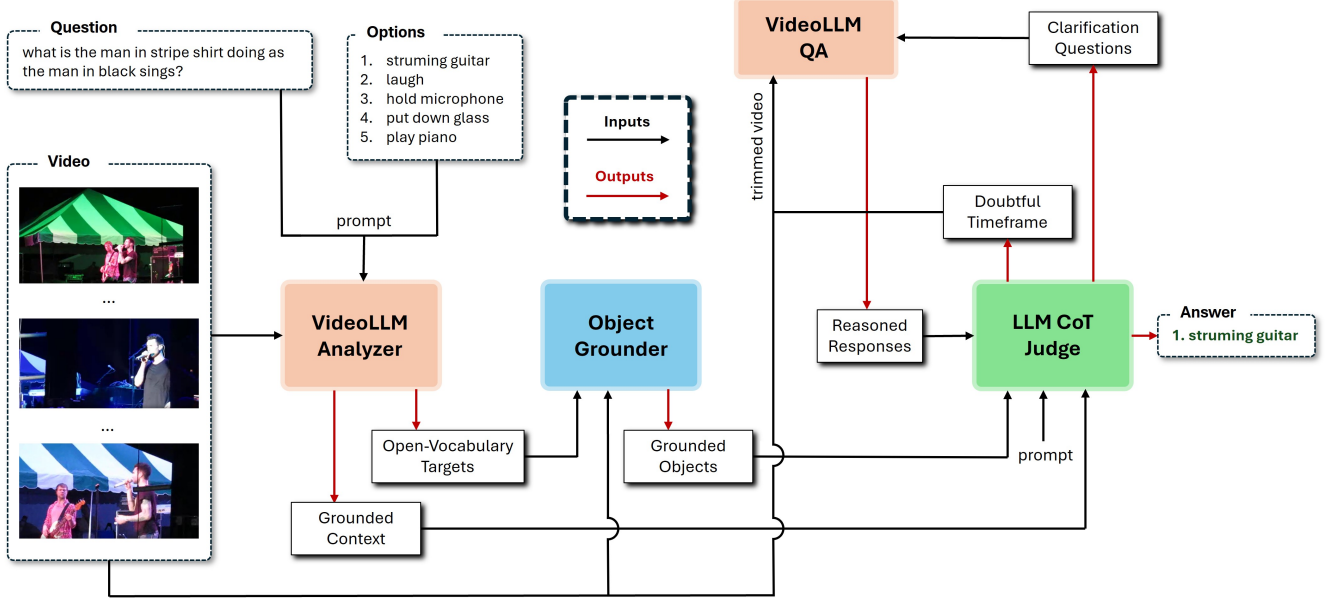 Question
what is the man in stripe shirt doing as
the man in black sings?
Options
1. struming guitar
2. laugh
3. hold microphone
4. put down glass
5. play piano
Video
...
...
prompt
Inputs
Outputs
VideoLLM
Analyzer
Object
Grounder
Open-Vocabulary
Targets
Grounded
Context
Grounded
Objects
VideoLLM
QA
Clarification
Questions
trimmed video
Doubtful
Timeframe
Reasoned
Responses
LLM CoT
Judge
prompt
Answer
1. struming guitar